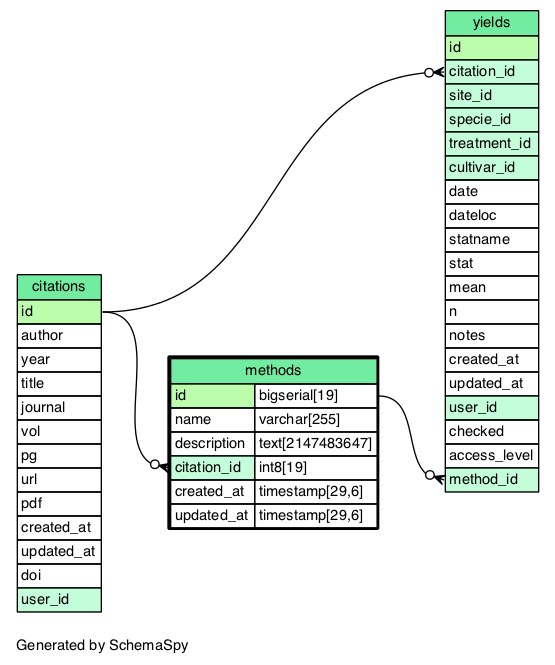 yields
id
citation_id
site_id
specie_id
treatment_id
cultivar_id
date
dateloc
statname
stat
mean
n
notes
created_at
updated_at
user_id
checked
access_level
method_id
citations
id
author
year
title
journal
vol
pg
url
pdf
created_at
updated_at
doi
user_id
methods
id bigserial[19]
name varchar[255]
description text[2147483647]
citation_id int8[19]
created_at timestamp[29,6]
updated_at timestamp[29,6]
Generated by SchemaSpy